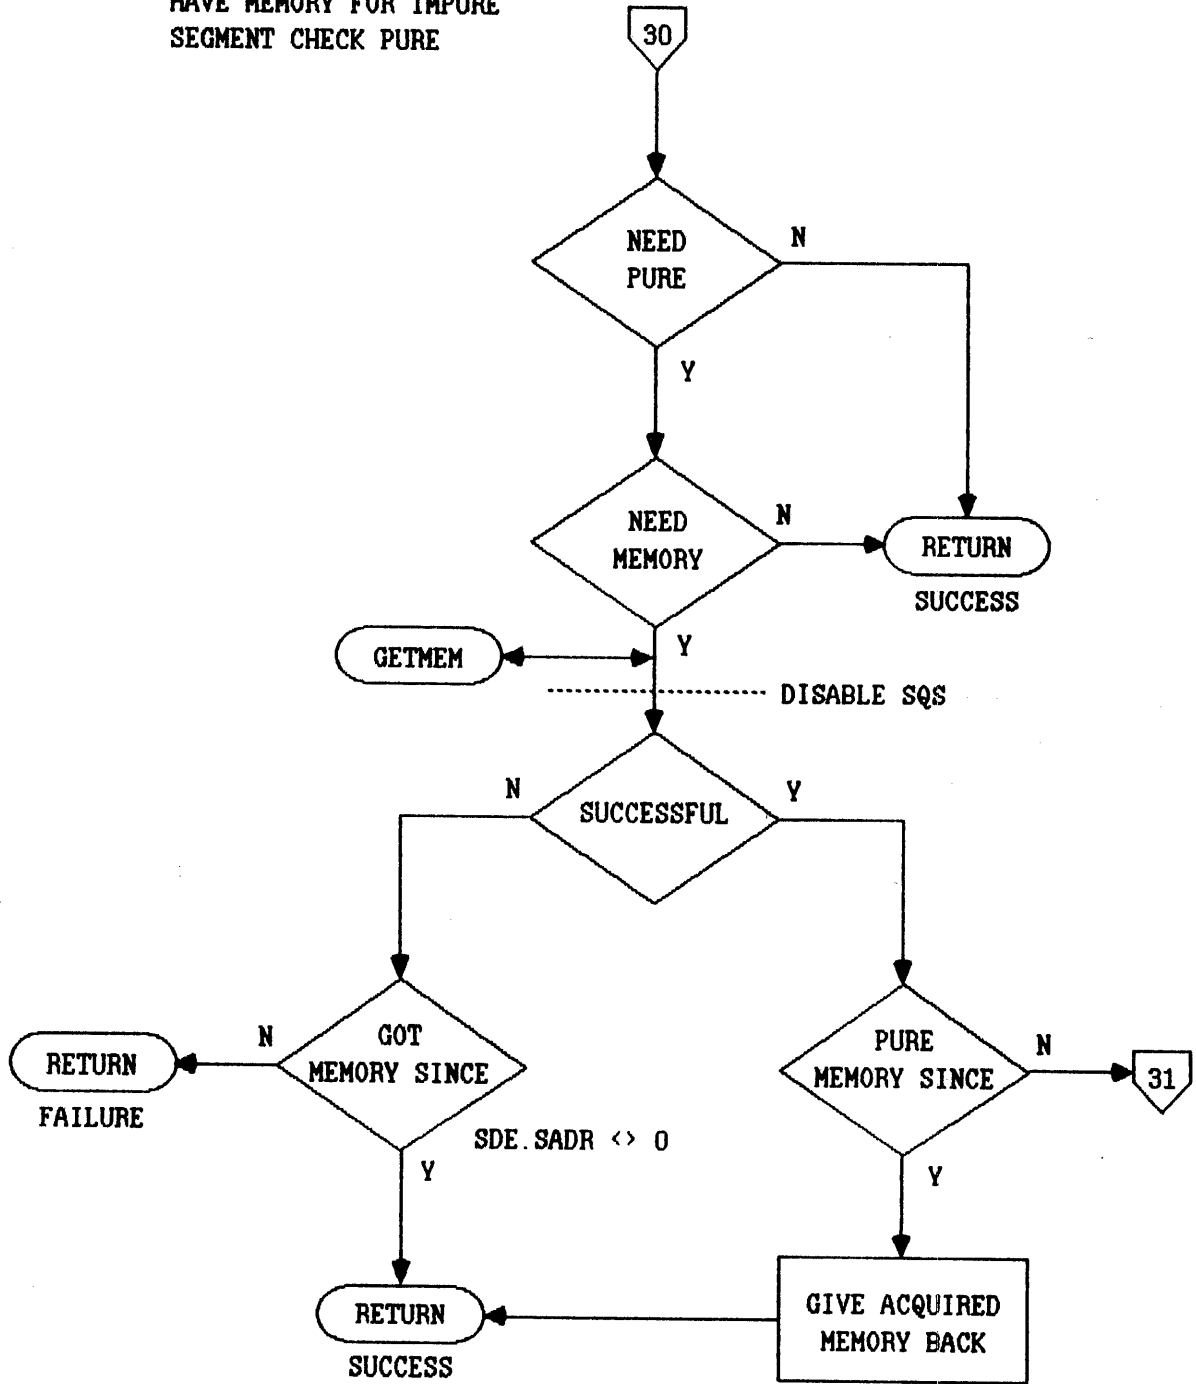 HAVE MEMORY FOR IMPURE
SEGMENT CHECK PURE
30
NEED
PURE
N
Y
NEED
MEMORY
N
RETURN
SUCCESS
Y
GETMEM
DISABLE SQS
SUCCESSFUL
N
Y
GOT
MEMORY SINCE
N
RETURN
FAILURE
SDE.SADR <> 0
Y
PURE
MEMORY SINCE
N
31
Y
GIVE ACQUIRED
MEMORY BACK
RETURN
SUCCESS